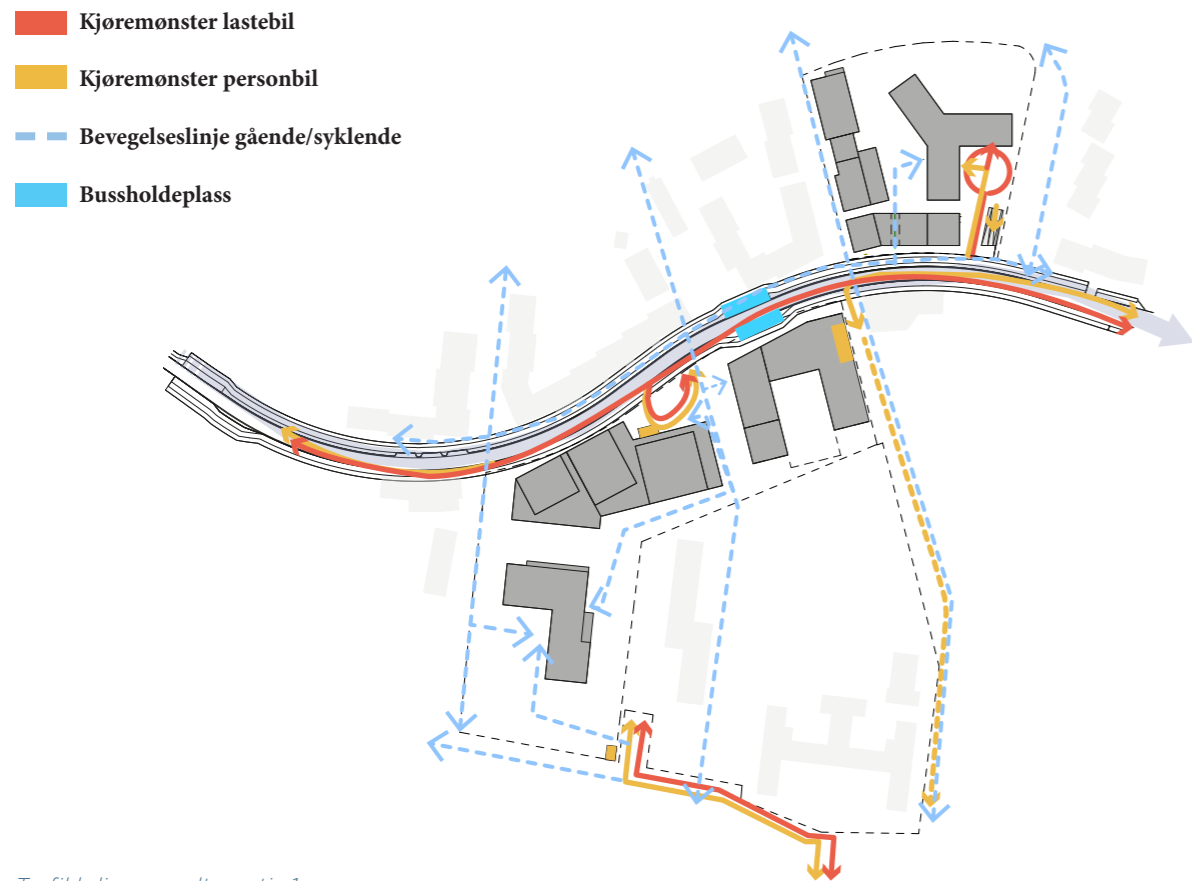 Kjøremønster lastebil
Kjøremønster personbil
Bevegelseslinje gående/syklende
Bussholdeplass